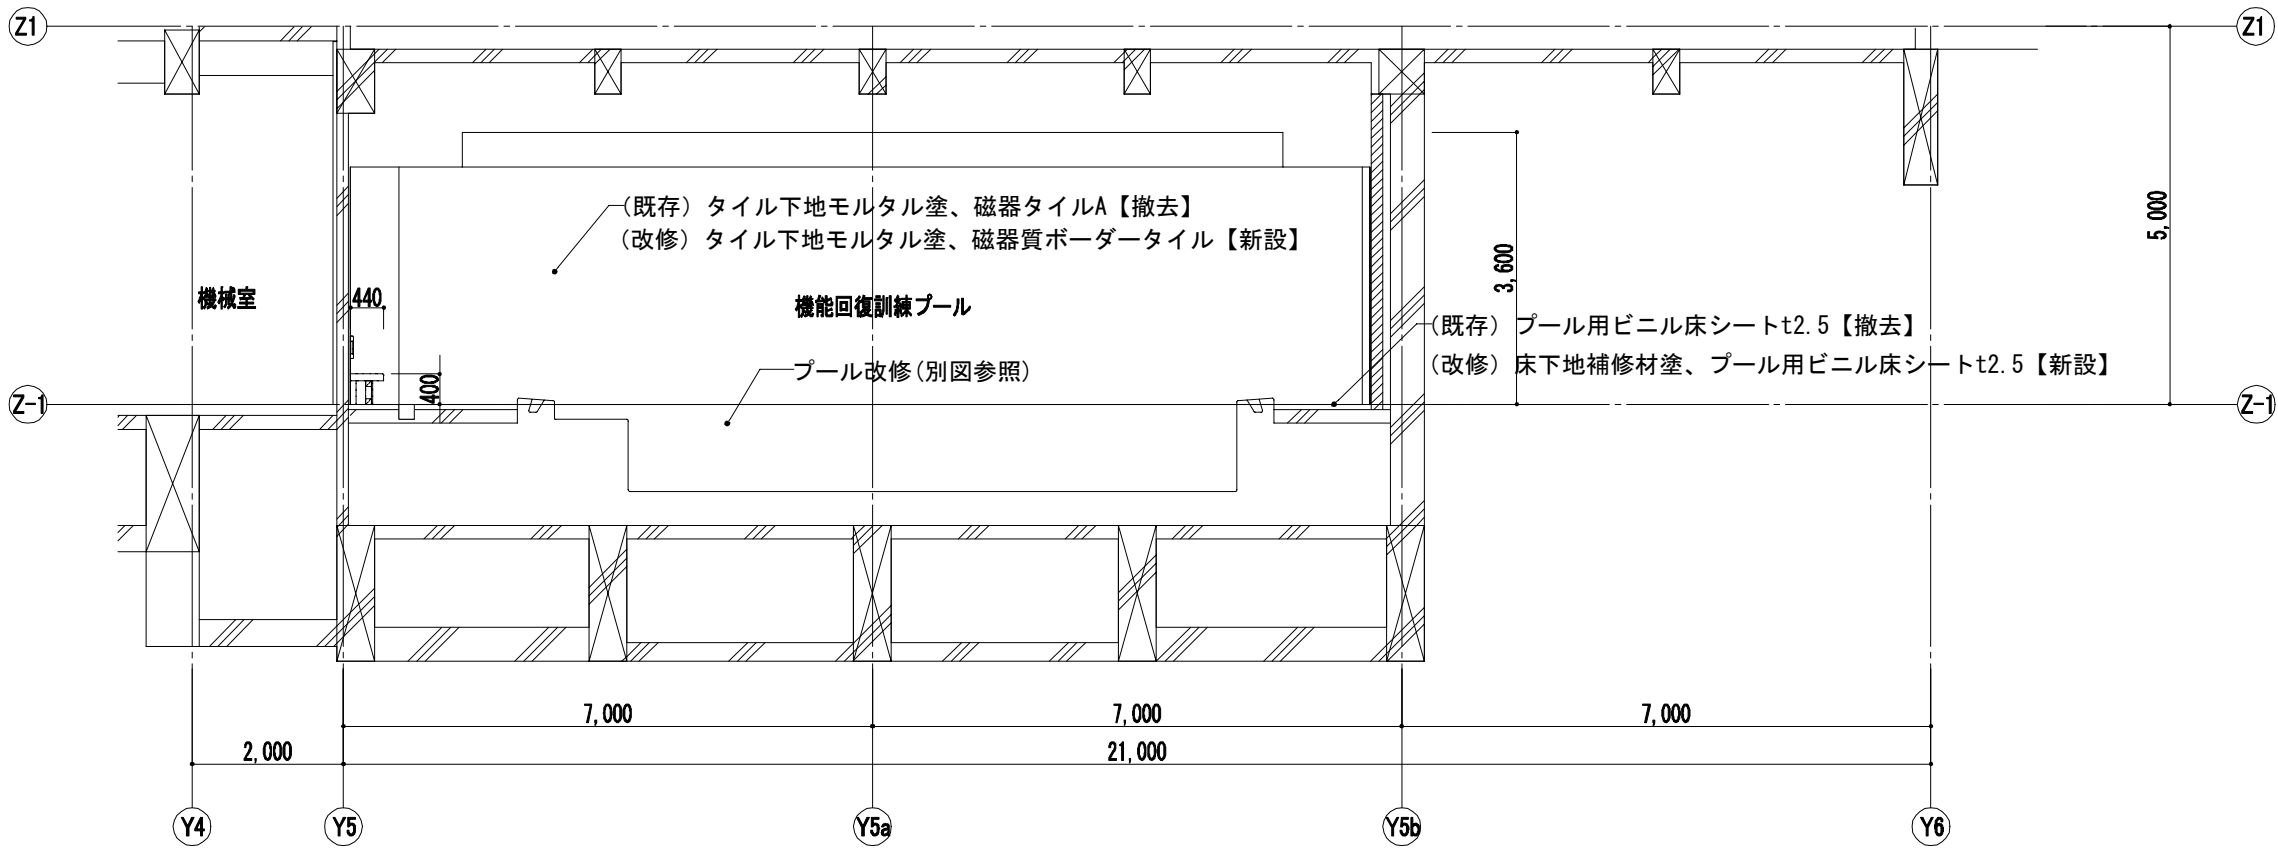 Z1
Z1
(既存) タイル下地モルタル塗、磁器タイルA【撤去】
(改修) タイル下地モルタル塗、磁器質ボーダータイル【新設】
5,000
3,600
機械室
440
機能回復訓練プール
(既存) プール用ビニル床シートt2.5【撤去】
(改修) 床下地補修材塗、プール用ビニル床シートt2.5【新設】
プール改修(別図参照)
400
Z-1
Z-1
7,000
7,000
7,000
2,000
21,000
Y4
Y5
Y5a
Y5b
Y6